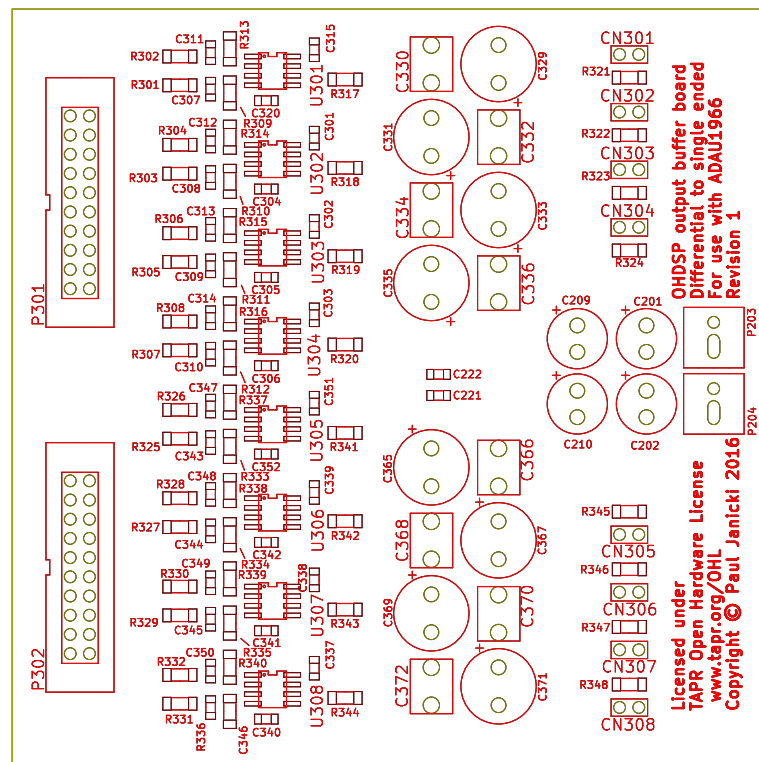 C311
R313
C315
R302
R301
C307
C320
U301
R317
R309
R314
C312
C301
R304
R303
C308
C304
U302
R318
R310
R315
C313
C302
R306
R305
C309
C305
U303
R319
R311
R316
C314
C303
R308
R307
C310
C306
U304
R320
R312
R337
C347
C351
R326
R325
C343
C352
U305
R341
R333
R338
C348
C339
R328
R327
C344
C342
U306
R342
R334
R339
C349
C338
R330
R329
C345
C341
U307
R343
R335
R340
C350
C337
R332
R331
R336
C346
C340
U308
R344
P301
P302
C330
C329
C331
C332
C334
C333
C335
C336
C222
C221
C365
C366
C368
C367
C369
C370
C372
C371
CN301
R321
CN302
R322
CN303
R323
CN304
R324
C209
C201
P203
C210
C202
P204
R345
CN305
R346
CN306
R347
CN307
R348
CN308
OHDSP output buffer board
Differential to single ended
For use with ADAU1966
Revision 1
Licensed under
TAPR Open Hardware License
www.tapr.org/OHL
Copyright © Paul Janicki 2016